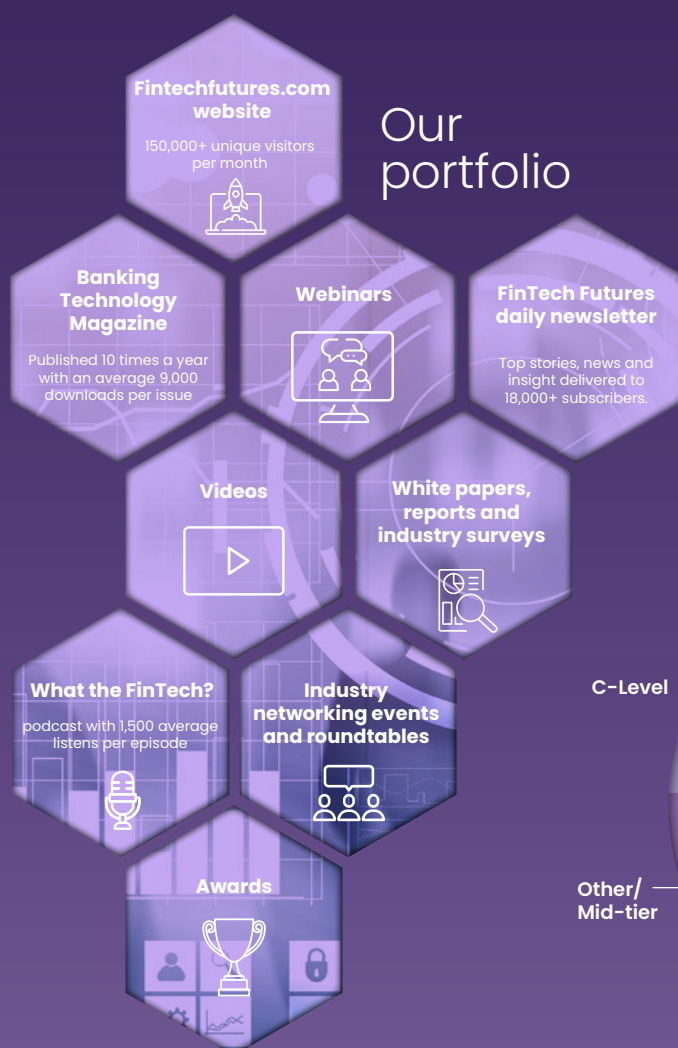 Fintechfutures.com
website
150,000+ unique visitors
per month
Our
portfolio
Banking
Technology
Magazine
Published 10 times a year
with an average 9,000
downloads per issue
Webinars
FinTech Futures
daily newsletter
Top stories, news and
insight delivered to
18,000+ subscribers.
Videos
White papers,
reports and
industry surveys
What the FinTech?
podcast with 1,500 average
listens per episode
Industry
networking events
and roundtables
C-Level
Awards
Other/
Mid-tier